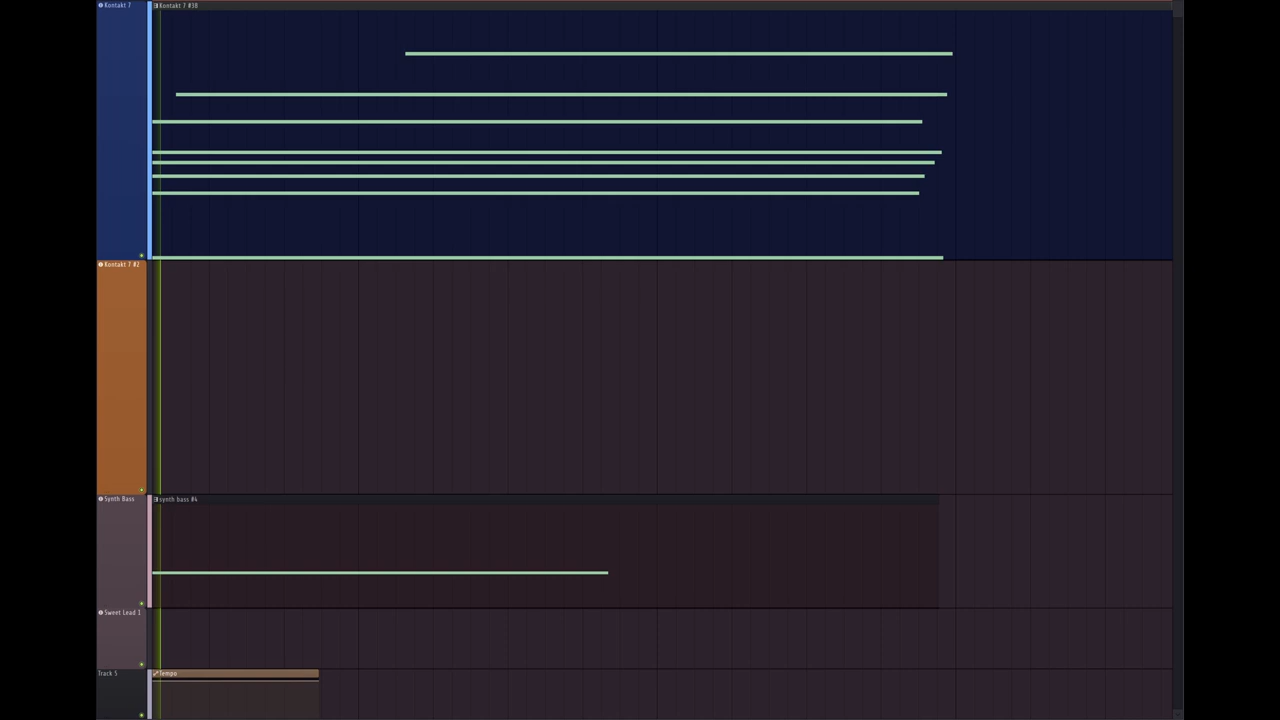 Kontakt 7
Kontakt 7 #38
Kontakt 7 #2
Synth Bass
synth bass #4
Sweet Lead 1
Track 5
Tempo